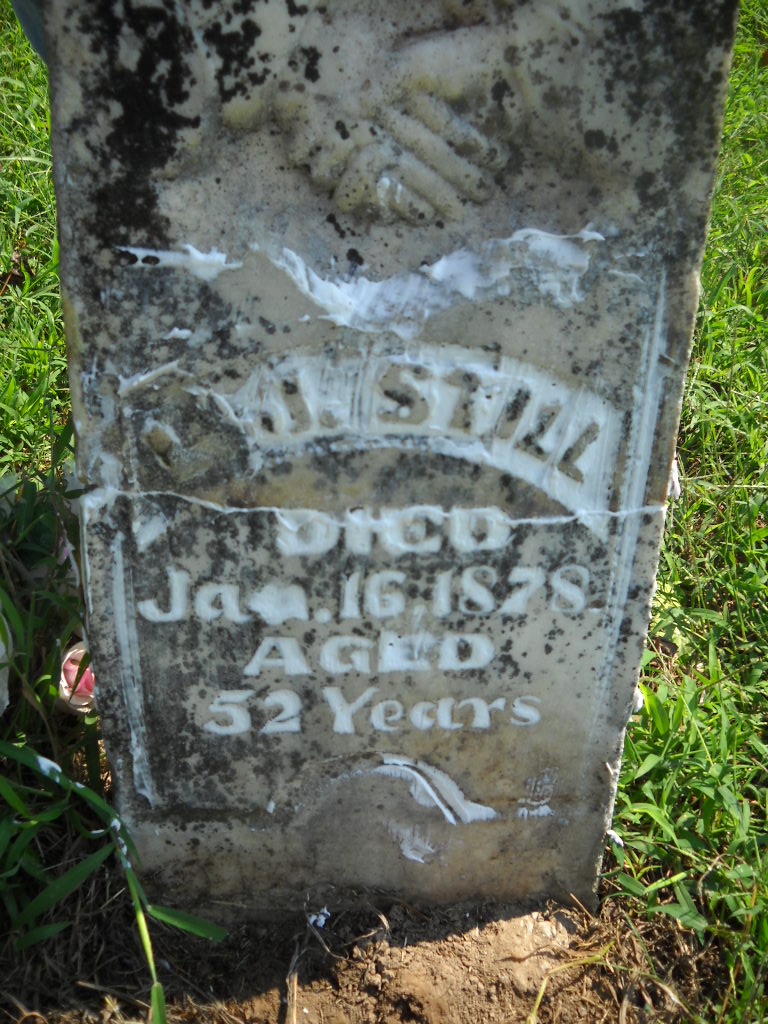 J. STILL
DIED
Jan. 16, 1878
AGED
52 Years